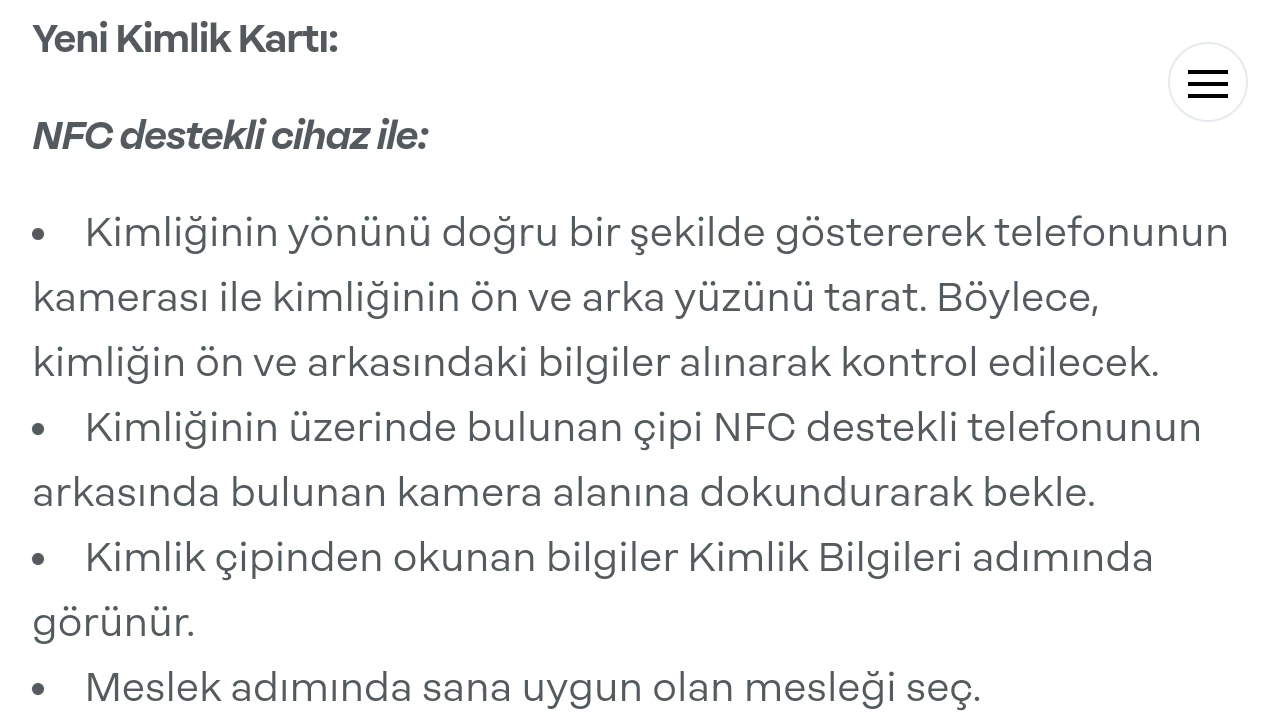 Yeni Kimlik Kartı:
NFC destekli cihaz ile:
• Kimliğinin yönünü doğru bir şekilde göstererek telefonunun
kamerası ile kimliğinin ön ve arka yüzünü tarat. Böylece,
kimliğin ön ve arkasındaki bilgiler alınarak kontrol edilecek.
• Kimliğinin üzerinde bulunan çipi NFC destekli telefonunun
arkasında bulunan kamera alanına dokundurarak bekle.
• Kimlik çipinden okunan bilgiler Kimlik Bilgileri adımında
görünür.
• Meslek adımında sana uygun olan mesleği seç.